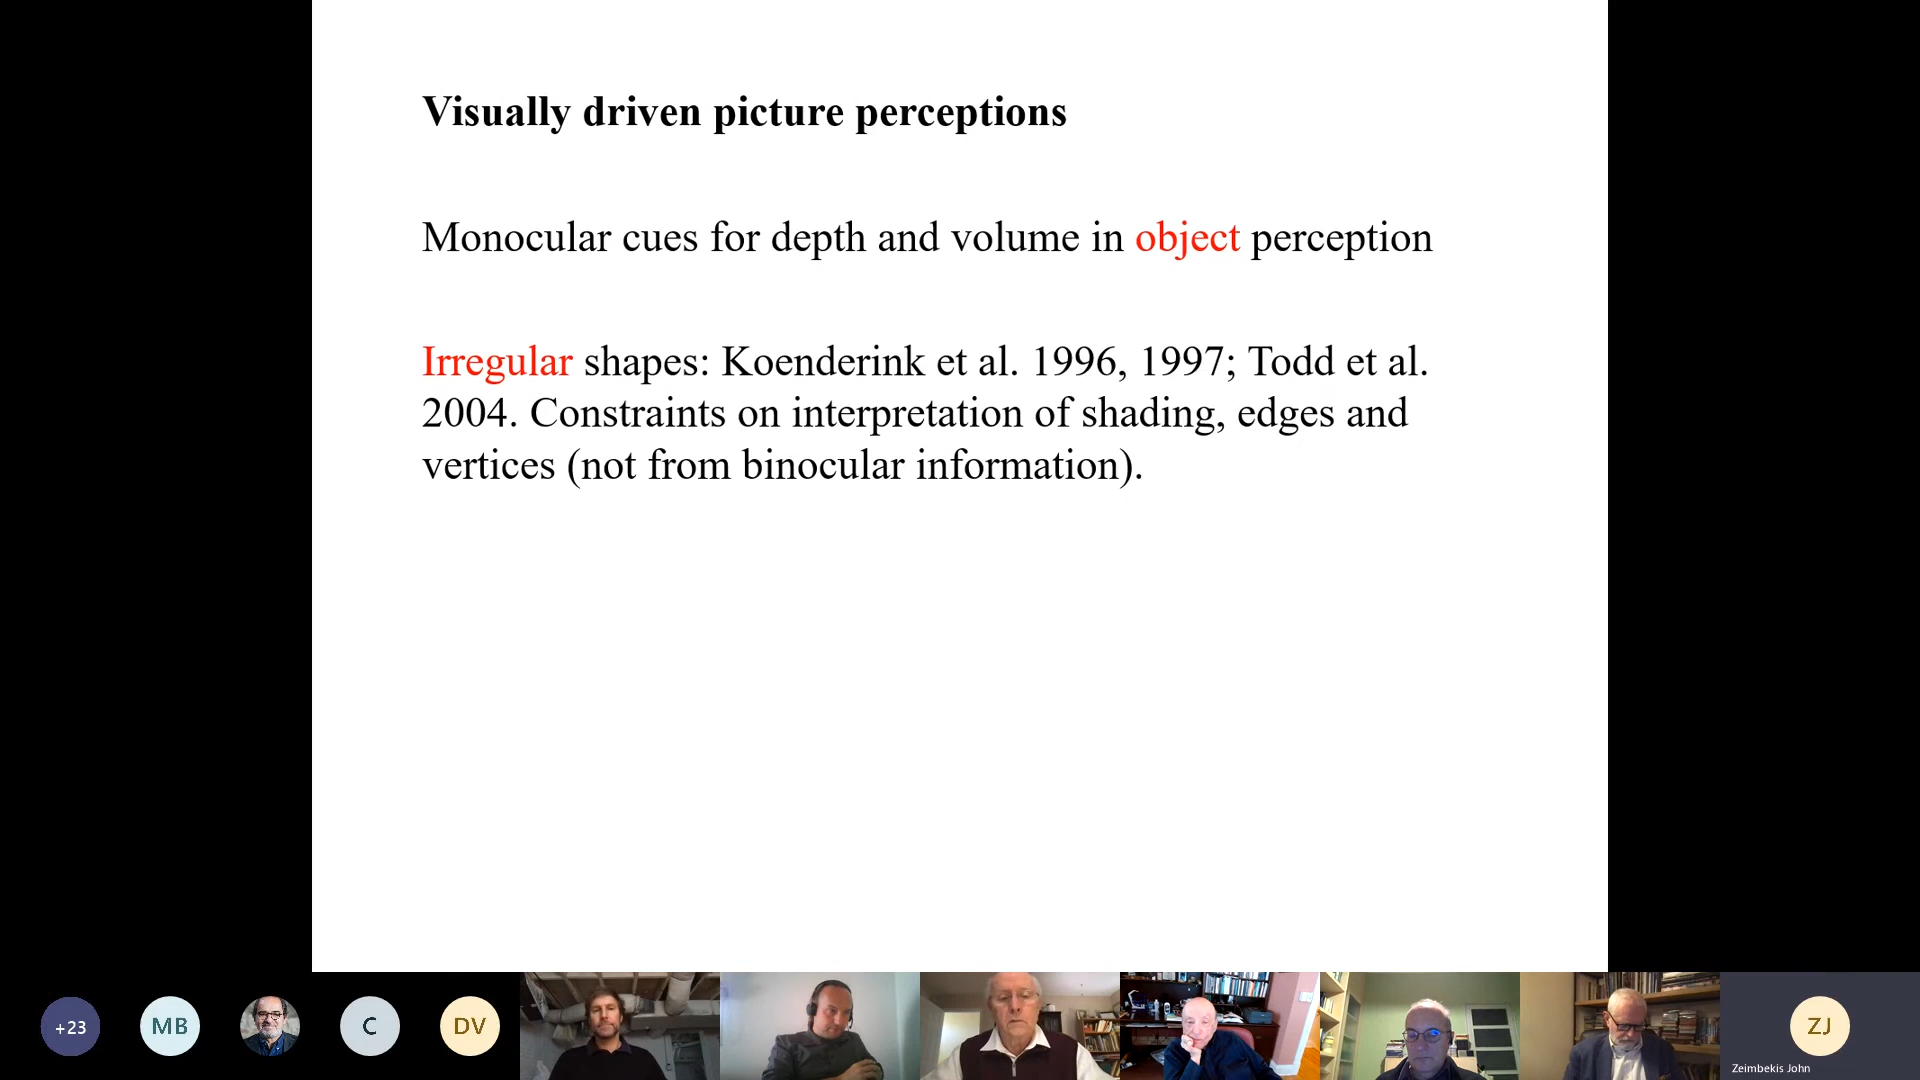 Visually driven picture perceptions
Monocular cues for depth and volume in object perception
Irregular shapes: Koenderink et al. 1996, 1997; Todd et al.
2004. Constraints on interpretation of shading, edges and
vertices (not from binocular information).
+23
MB
C
DV
ZJ
Zeimbekis John